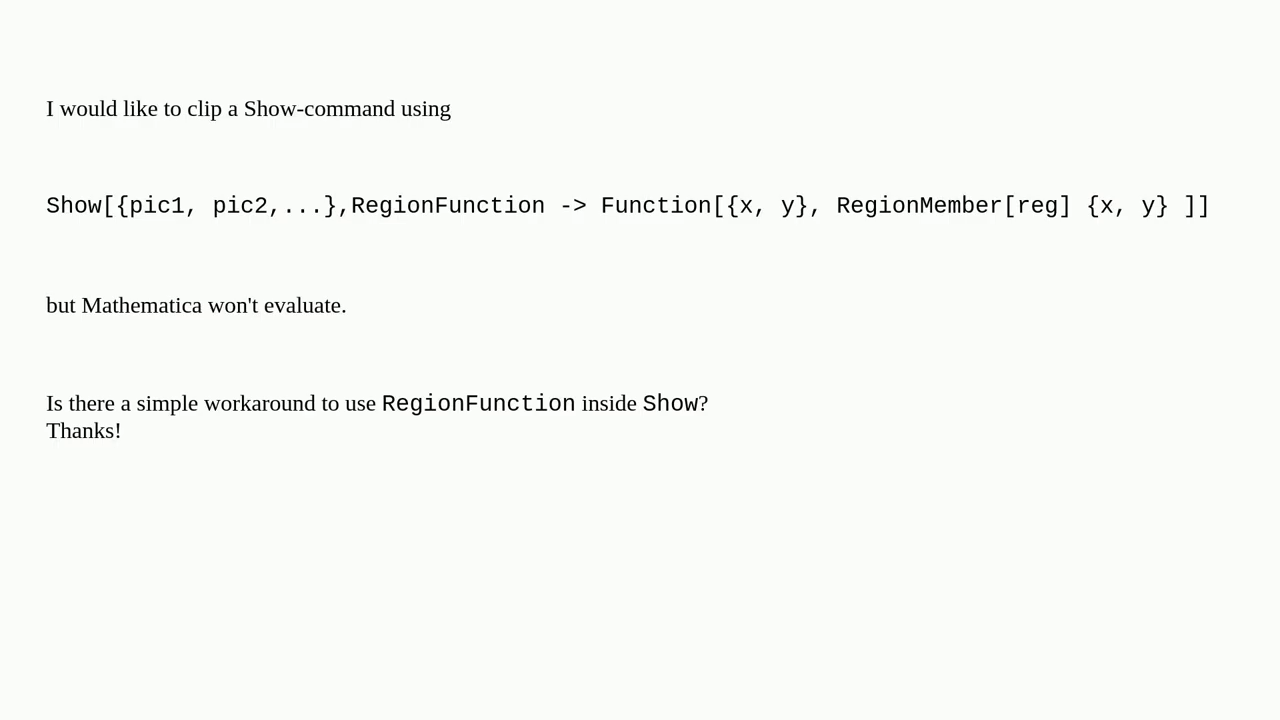 I would like to clip a Show-command using
Show[{pic1, pic2,...},RegionFunction -> Function[{x, y}, RegionMember[reg] {x, y} ]]
but Mathematica won't evaluate.
Is there a simple workaround to use RegionFunction inside Show?
Thanks!